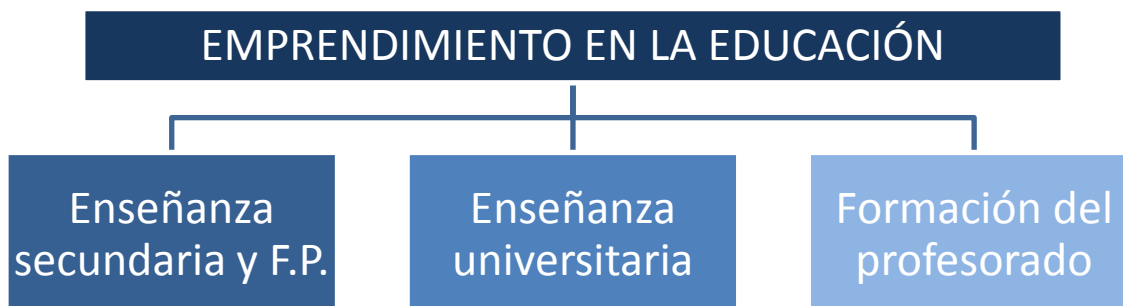 EMPRENDIMIENTO EN LA EDUCACIÓN
Enseñanza
secundaria y F.P.
Enseñanza
universitaria
Formación del
profesorado